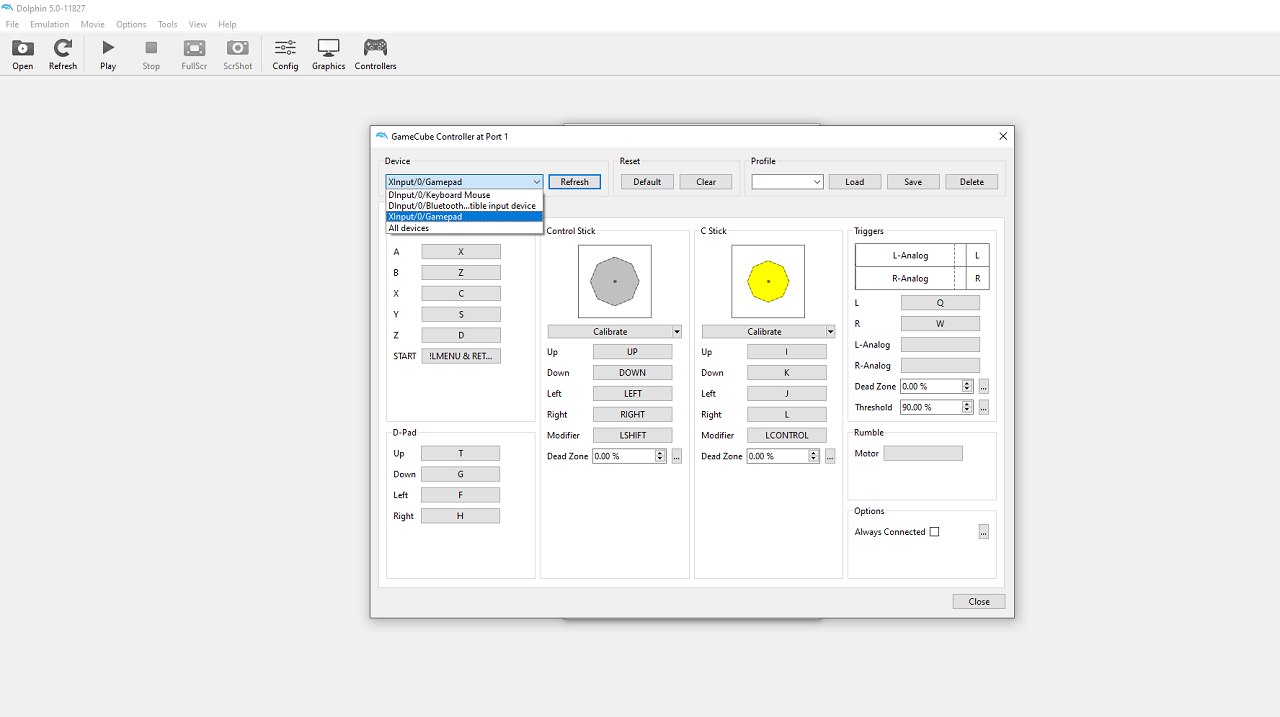 Dolphin 5.0-11827
File Emulation Movie Options Tools View Help
Open Refresh Play Stop FullScr ScrShot Config Graphics Controllers
GameCube Controller at Port 1
Device Reset Profile
XInput/0/Gamepad Refresh Default Clear Load Save Delete
DInput/0/Keyboard Mouse
DInput/0/Bluetooth...tible input device
XInput/0/Gamepad
All devices
A X
B Z
X C
Y S
Z D
START !LMENU & RET...
D-Pad
Up T
Down G
Left F
Right H
Control Stick
Calibrate
Up UP
Down DOWN
Left LEFT
Right RIGHT
Modifier LSHIFT
Dead Zone 0.00 % ...
C Stick
Calibrate
Up I
Down K
Left J
Right L
Modifier LCONTROL
Dead Zone 0.00 % ...
Triggers
L-Analog L
R-Analog R
L Q
R W
L-Analog
R-Analog
Dead Zone 0.00 % ...
Threshold 90.00 % ...
Rumble
Motor
Options
Always Connected ...
Close